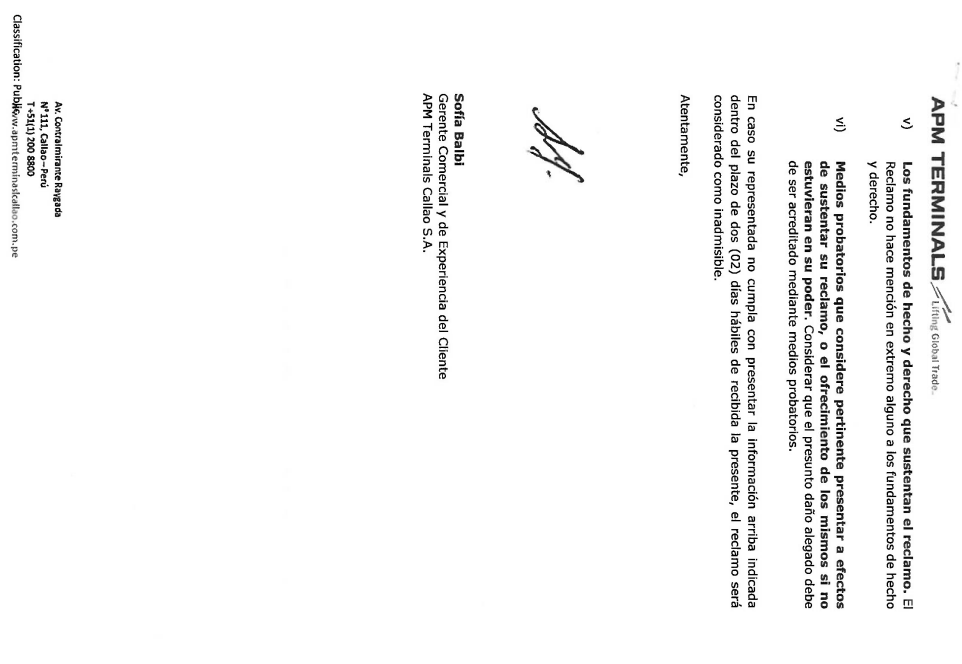 APM TERMINALS
Lifting Global Trade.
v) Los fundamentos de hecho y derecho que sustentan el reclamo. El
Reclamo no hace mención en extremo alguno a los fundamentos de hecho
y derecho.
vi) Medios probatorios que considere pertinente presentar a efectos
de sustentar su reclamo, o el ofrecimiento de los mismos si no
estuvieran en su poder. Considerar que el presunto daño alegado debe
de ser acreditado mediante medios probatorios.
En caso su representada no cumpla con presentar la información arriba indicada
dentro del plazo de dos (02) días hábiles de recibida la presente, el reclamo será
considerado como inadmisible.
Atentamente,
Sofía Balbi
Gerente Comercial y de Experiencia del Cliente
APM Terminals Callao S.A.
Av. Contralmirante Raygada
N° 111, Callao – Perú
T +51(1) 200 8800
Classification: Public
www.apmterminalscallao.com.pe